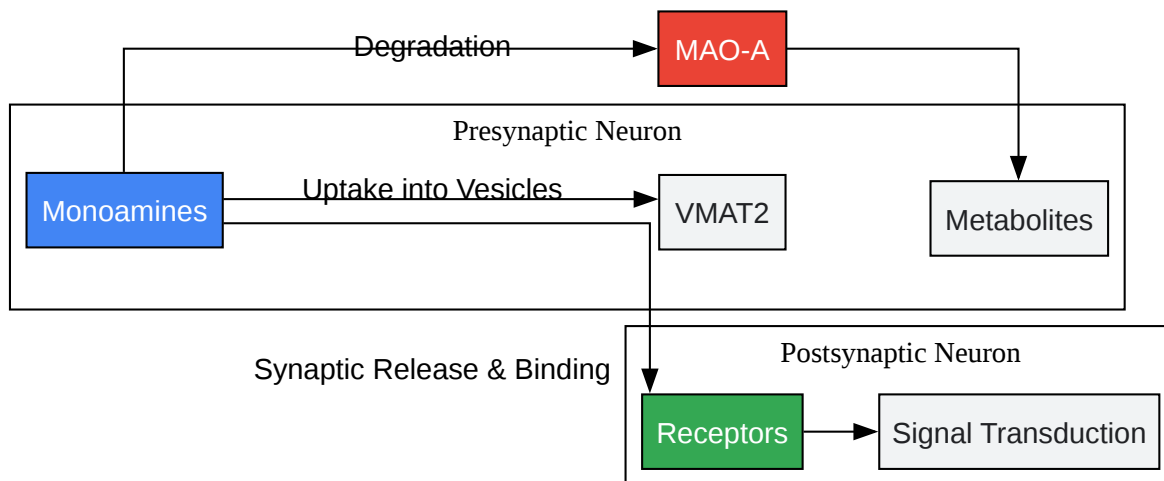 Degradation
MAO-A
Presynaptic Neuron
Monoamines
Uptake into Vesicles
VMAT2
Metabolites
Synaptic Release & Binding
Postsynaptic Neuron
Receptors
Signal Transduction